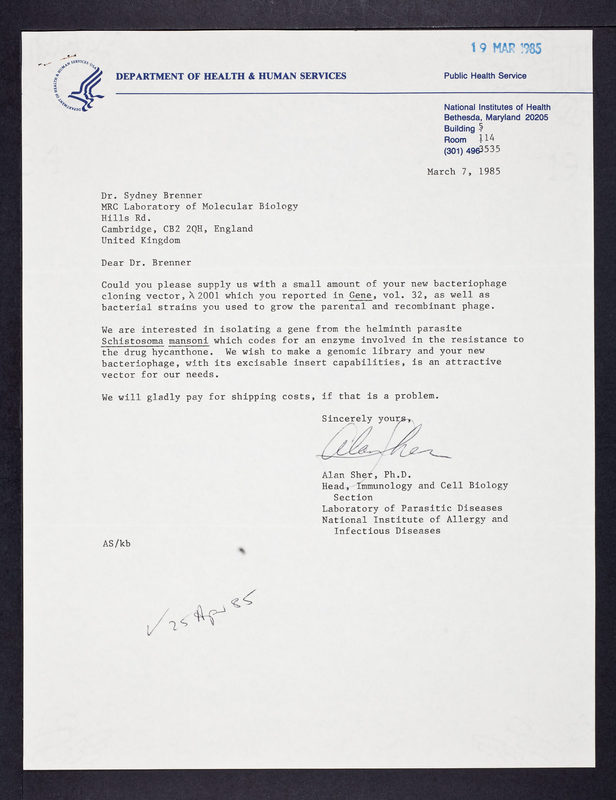 19 MAR 1985
DEPARTMENT OF HEALTH & HUMAN SERVICES
Public Health Service
DEPARTMENT OF HEALTH & HUMAN SERVICES USA
National Institutes of Health
Bethesda, Maryland 20205
Building 5
Room 114
(301) 496 3535
March 7, 1985
Dr. Sydney Brenner
MRC Laboratory of Molecular Biology
Hills Rd.
Cambridge, CB2 2QH, England
United Kingdom
Dear Dr. Brenner
Could you please supply us with a small amount of your new bacteriophage
cloning vector, λ2001 which you reported in Gene, vol. 32, as well as
bacterial strains you used to grow the parental and recombinant phage.
We are interested in isolating a gene from the helminth parasite
Schistosoma mansoni which codes for an enzyme involved in the resistance to
the drug hycanthone. We wish to make a genomic library and your new
bacteriophage, with its excisable insert capabilities, is an attractive
vector for our needs.
We will gladly pay for shipping costs, if that is a problem.
Sincerely yours,
Alan Sher
Alan Sher, Ph.D.
Head, Immunology and Cell Biology
Section
Laboratory of Parasitic Diseases
National Institute of Allergy and
Infectious Diseases
AS/kb
√ 25 Apr 85